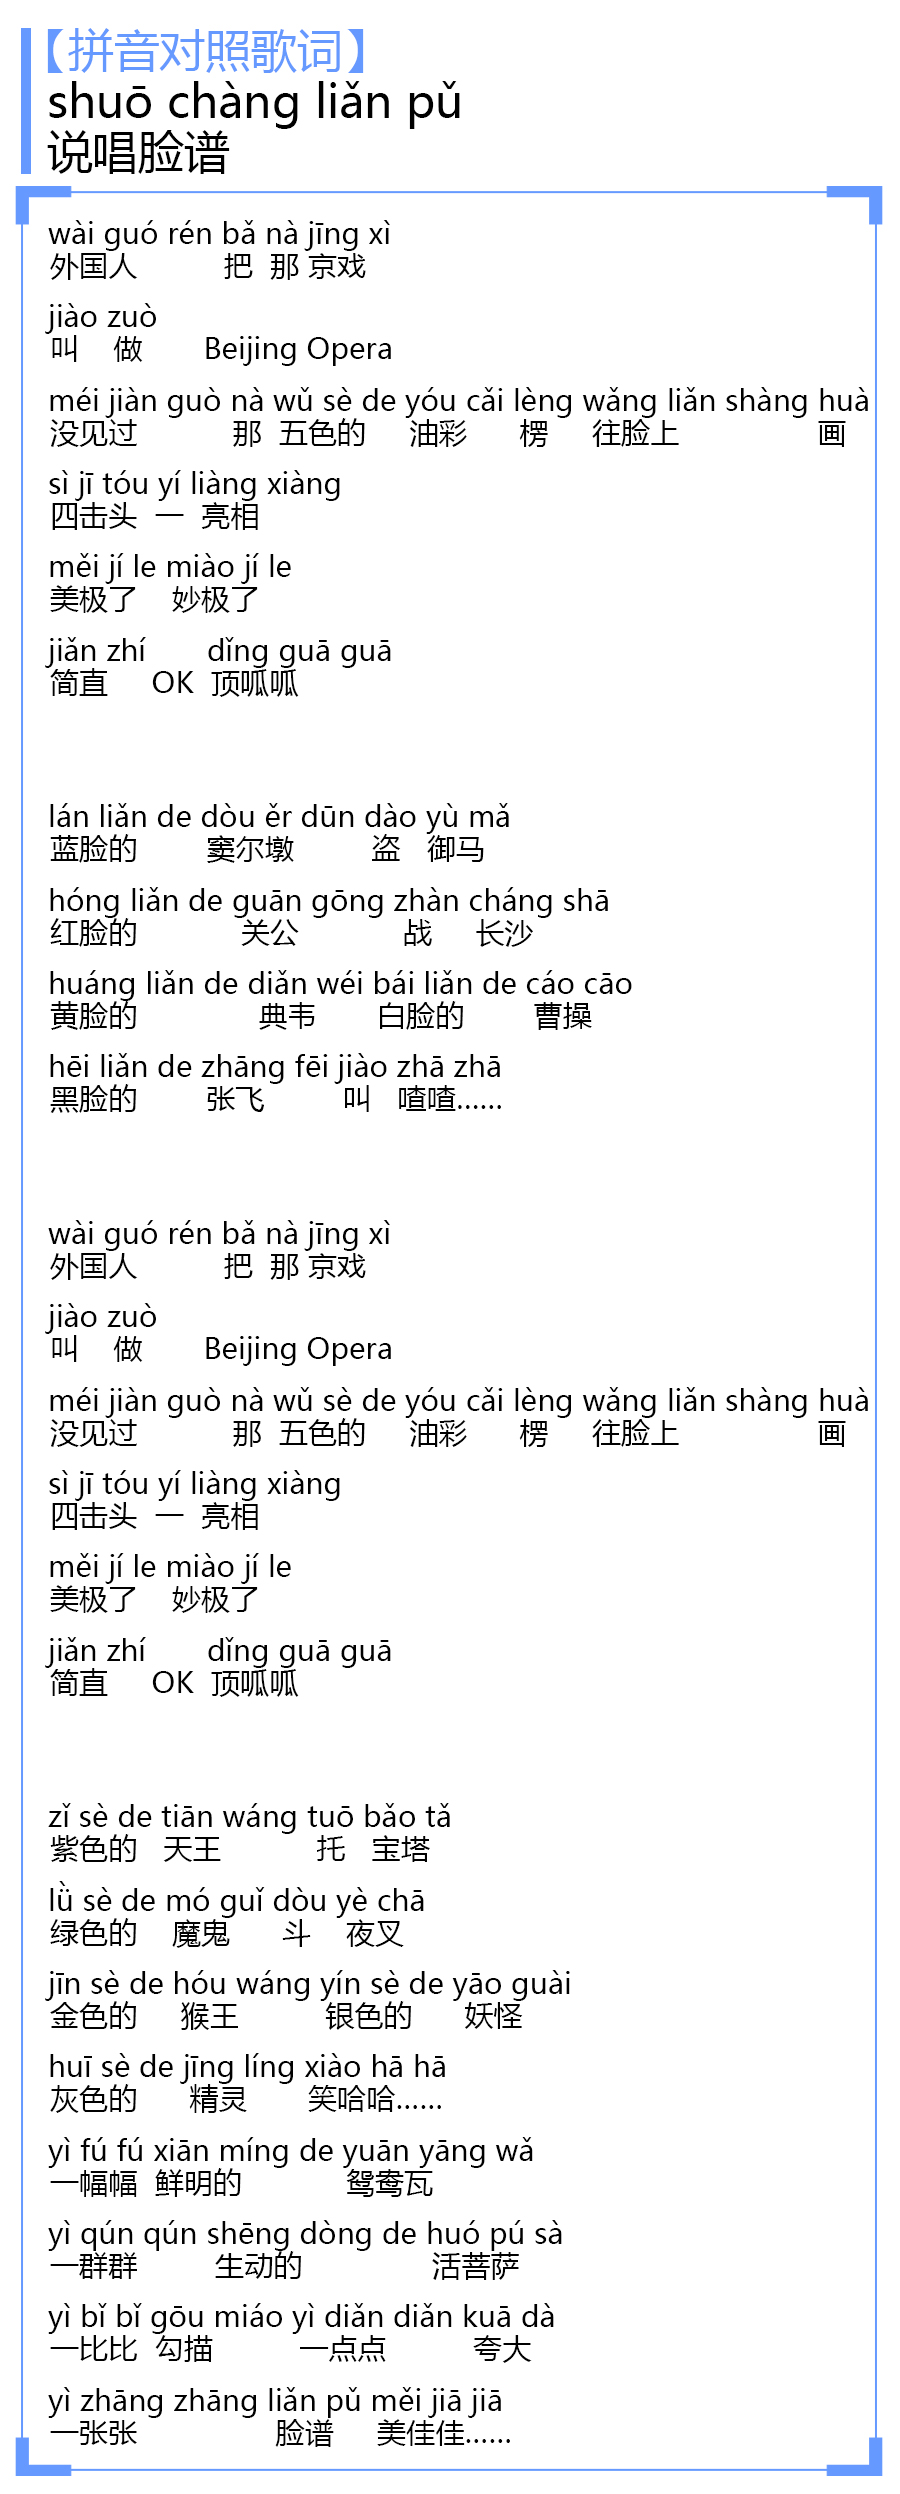 【拼音对照歌词】
shuō chàng liǎn pǔ
说唱脸谱
wài guó rén bǎ nà jīng xì
外国人 把 那 京戏
jiào zuò
叫 做 Beijing Opera
méi jiàn guò nà wǔ sè de yóu cǎi lèng wǎng liǎn shàng huà
没见过 那 五色的 油彩 楞 往脸上 画
sì jī tóu yí liàng xiàng
四击头 一 亮相
měi jí le miào jí le
美极了 妙极了
jiǎn zhí dǐng guā guā
简直 OK 顶呱呱
lán liǎn de dòu ěr dūn dào yù mǎ
蓝脸的 窦尔墩 盗 御马
hóng liǎn de guān gōng zhàn cháng shā
红脸的 关公 战 长沙
huáng liǎn de diǎn wéi bái liǎn de cáo cāo
黄脸的 典韦 白脸的 曹操
hēi liǎn de zhāng fēi jiào zhā zhā
黑脸的 张飞 叫 喳喳……
wài guó rén bǎ nà jīng xì
外国人 把 那 京戏
jiào zuò
叫 做 Beijing Opera
méi jiàn guò nà wǔ sè de yóu cǎi lèng wǎng liǎn shàng huà
没见过 那 五色的 油彩 楞 往脸上 画
sì jī tóu yí liàng xiàng
四击头 一 亮相
měi jí le miào jí le
美极了 妙极了
jiǎn zhí dǐng guā guā
简直 OK 顶呱呱
zǐ sè de tiān wáng tuō bǎo tǎ
紫色的 天王 托 宝塔
lǜ sè de mó guǐ dòu yè chā
绿色的 魔鬼 斗 夜叉
jīn sè de hóu wáng yín sè de yāo guài
金色的 猴王 银色的 妖怪
huī sè de jīng líng xiào hā hā
灰色的 精灵 笑哈哈……
yì fú fú xiān míng de yuān yāng wǎ
一幅幅 鲜明的 鸳鸯瓦
yì qún qún shēng dòng de huó pú sà
一群群 生动的 活菩萨
yì bǐ bǐ gōu miáo yì diǎn diǎn kuā dà
一比比 勾描 一点点 夸大
yì zhāng zhāng liǎn pǔ měi jiā jiā
一张张 脸谱 美佳佳……